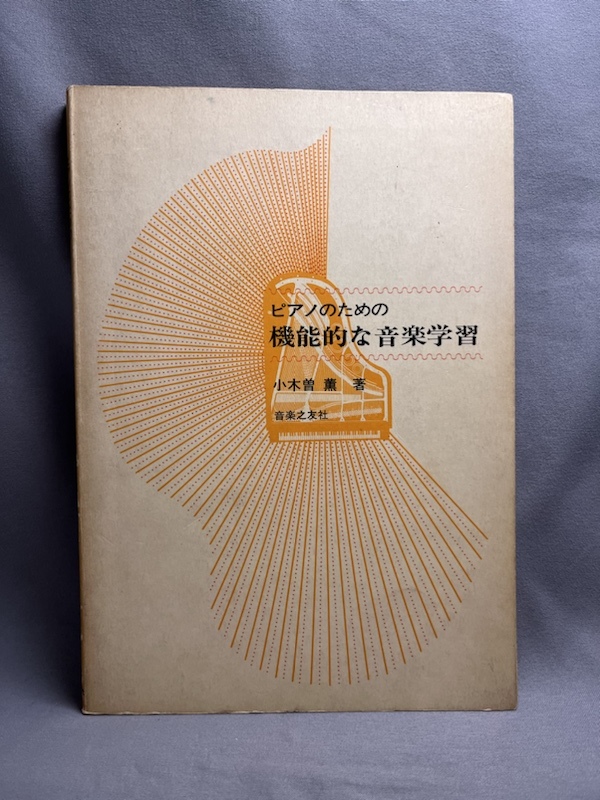 ピアノのための
機能的な音楽学習
小木曽 薫 著
音楽之友社